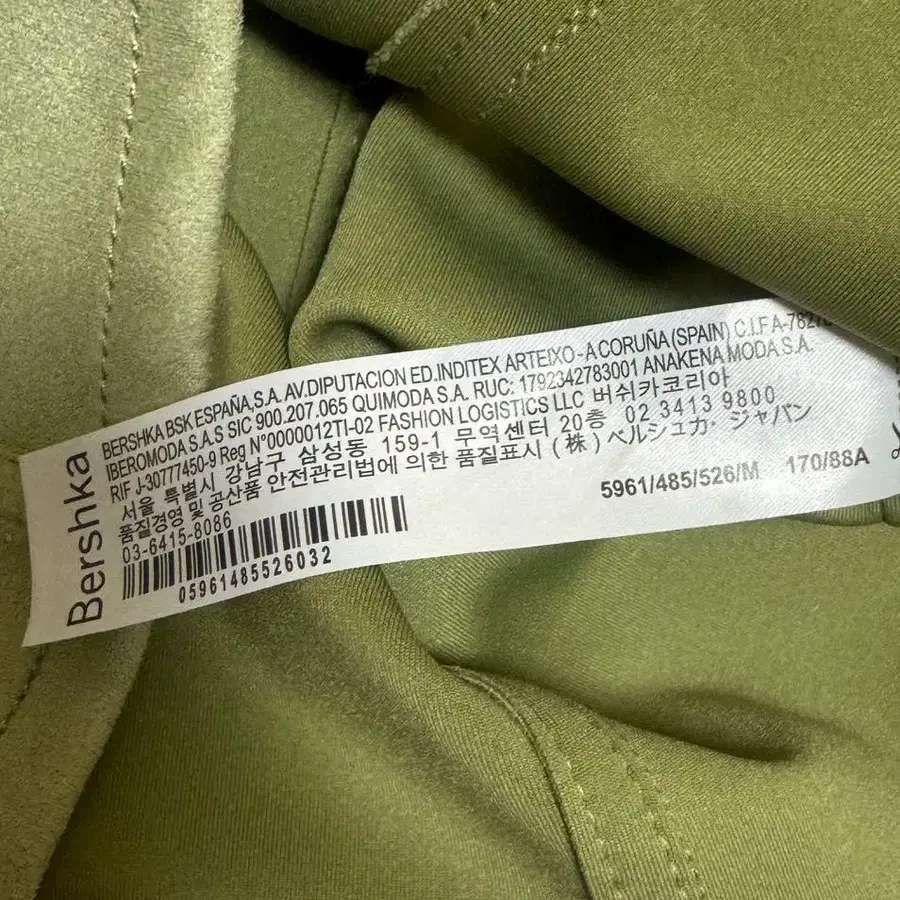 Bershka
BERSHKA BSK ESPAÑA,S.A. AV.DIPUTACION ED.INDITEX ARTEIXO-A CORUÑA (SPAIN) C.I.F A-782
IBEROMODA S.A.S SIC 900.207.065 QUIMODA S.A. RUC: 1792342783001 ANAKENA MODA S.A.
RIF J-30777450-9 Reg N°0000012TI-02 FASHION LOGISTICS LLC 버쉬카코리아
서울 특별시 강남구 삼성동 159-1 무역센터 20층 02 3413 9800
품질경영 및 공산품 안전관리법에 의한 품질표시 (株) ベルシュカ・ジャパン
03-6415-8086
05961485526032
5961/485/526/M 170/88A